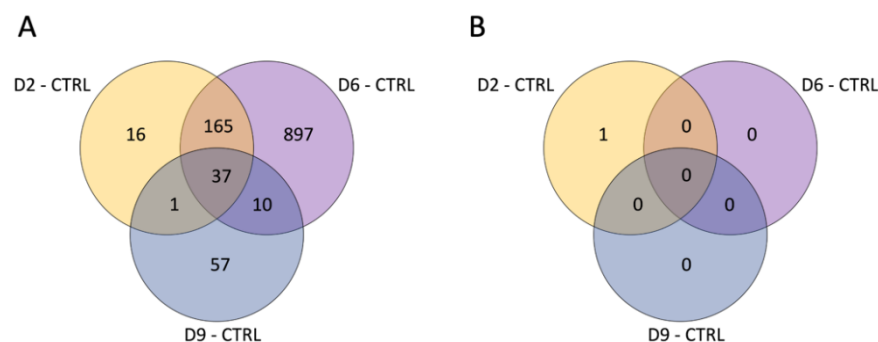 A
B
D2 - CTRL
D6 - CTRL
16
165
897
37
1
10
57
D9 - CTRL
D2 - CTRL
D6 - CTRL
1
0
0
0
0
0
0
D9 - CTRL